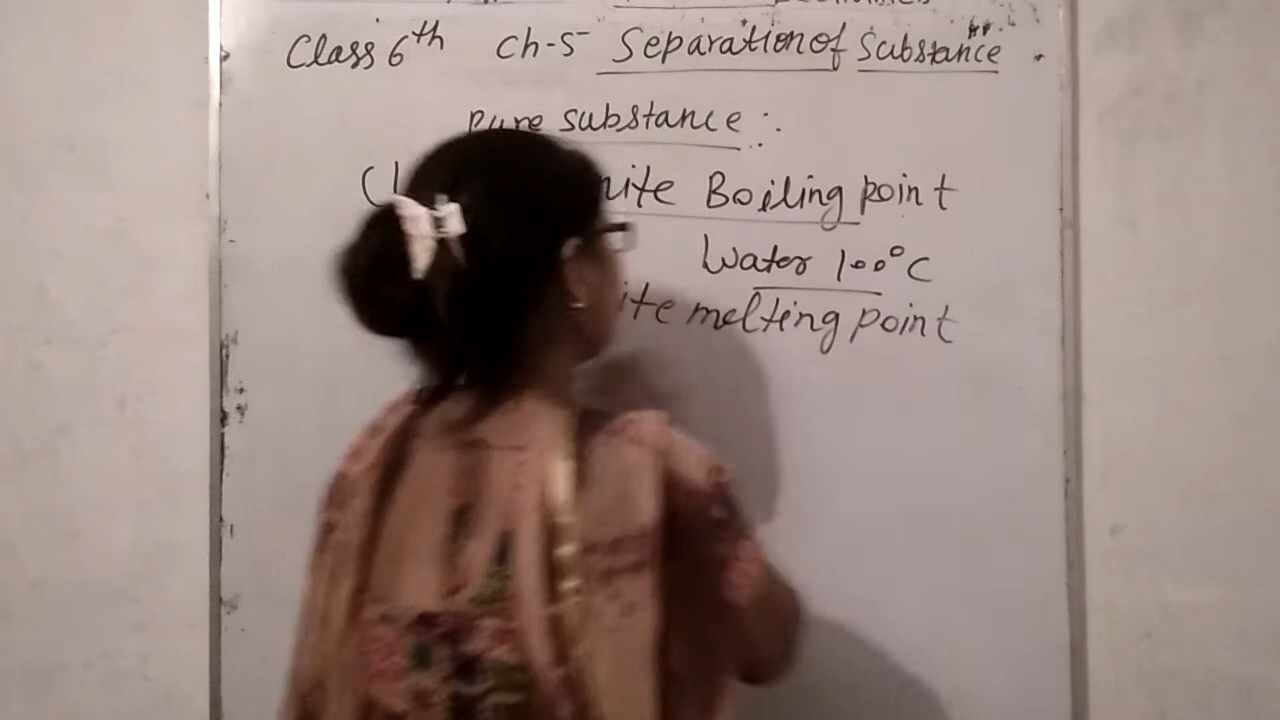 Class 6th Ch-5 Separation of Substance
Pure substance :.
Boiling point
Water 100°C
melting point